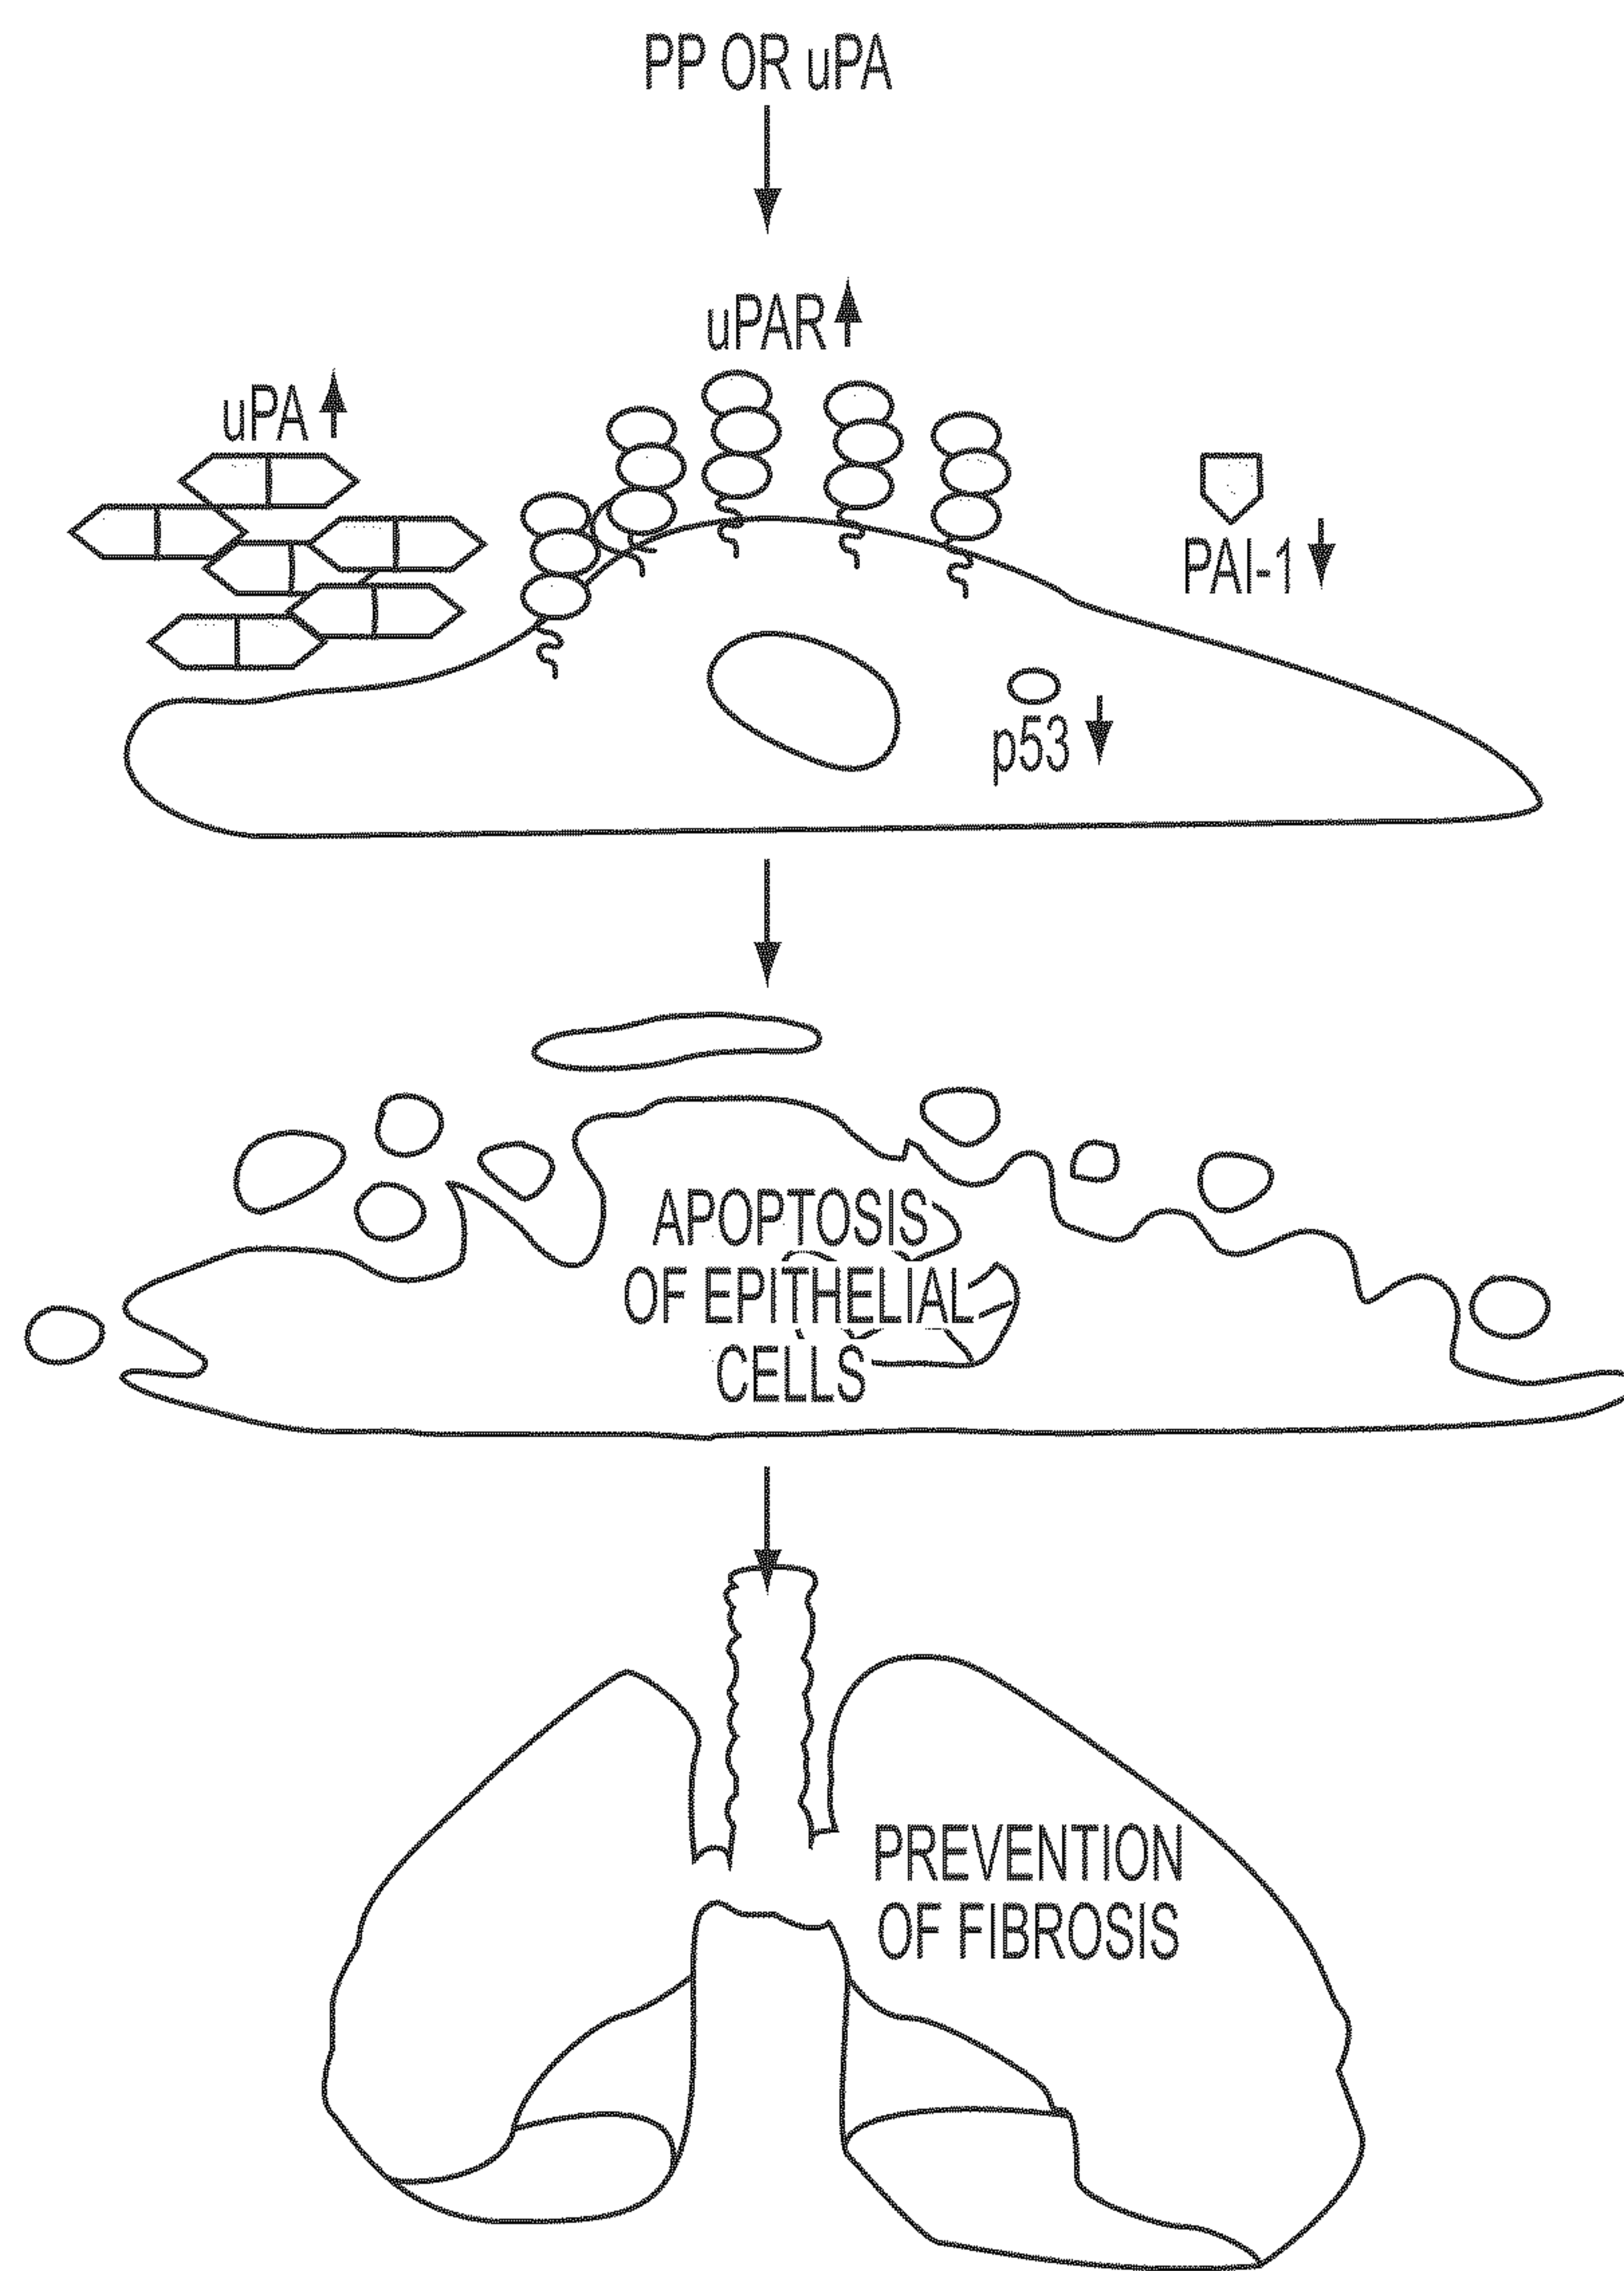 PP OR uPA
uPAR
uPA
PAI-1
p53
APOPTOSIS
OF EPITHELIAL
CELLS
PREVENTION
OF FIBROSIS